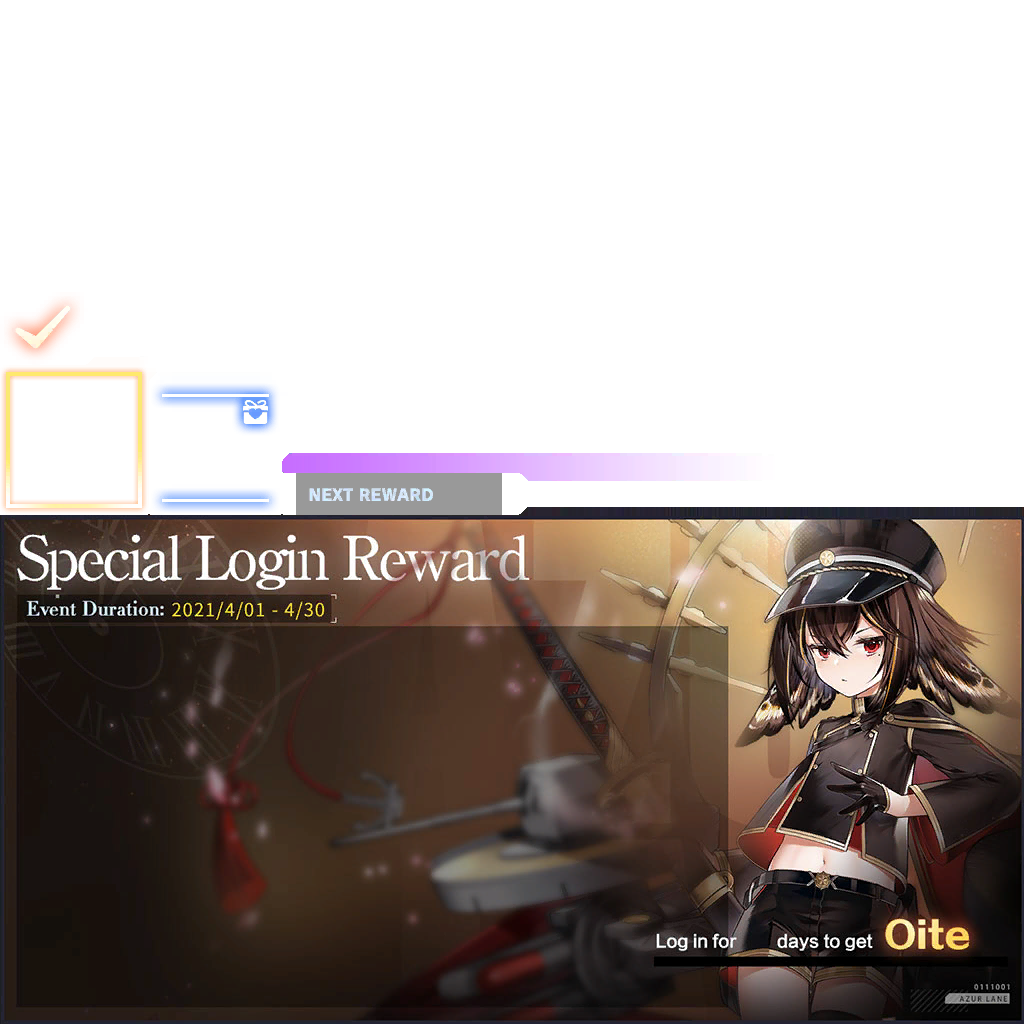 NEXT REWARD
Special Login Reward
Event Duration: 2021/4/01 - 4/30
Log in for days to get Oite
0111001
AZUR LANE